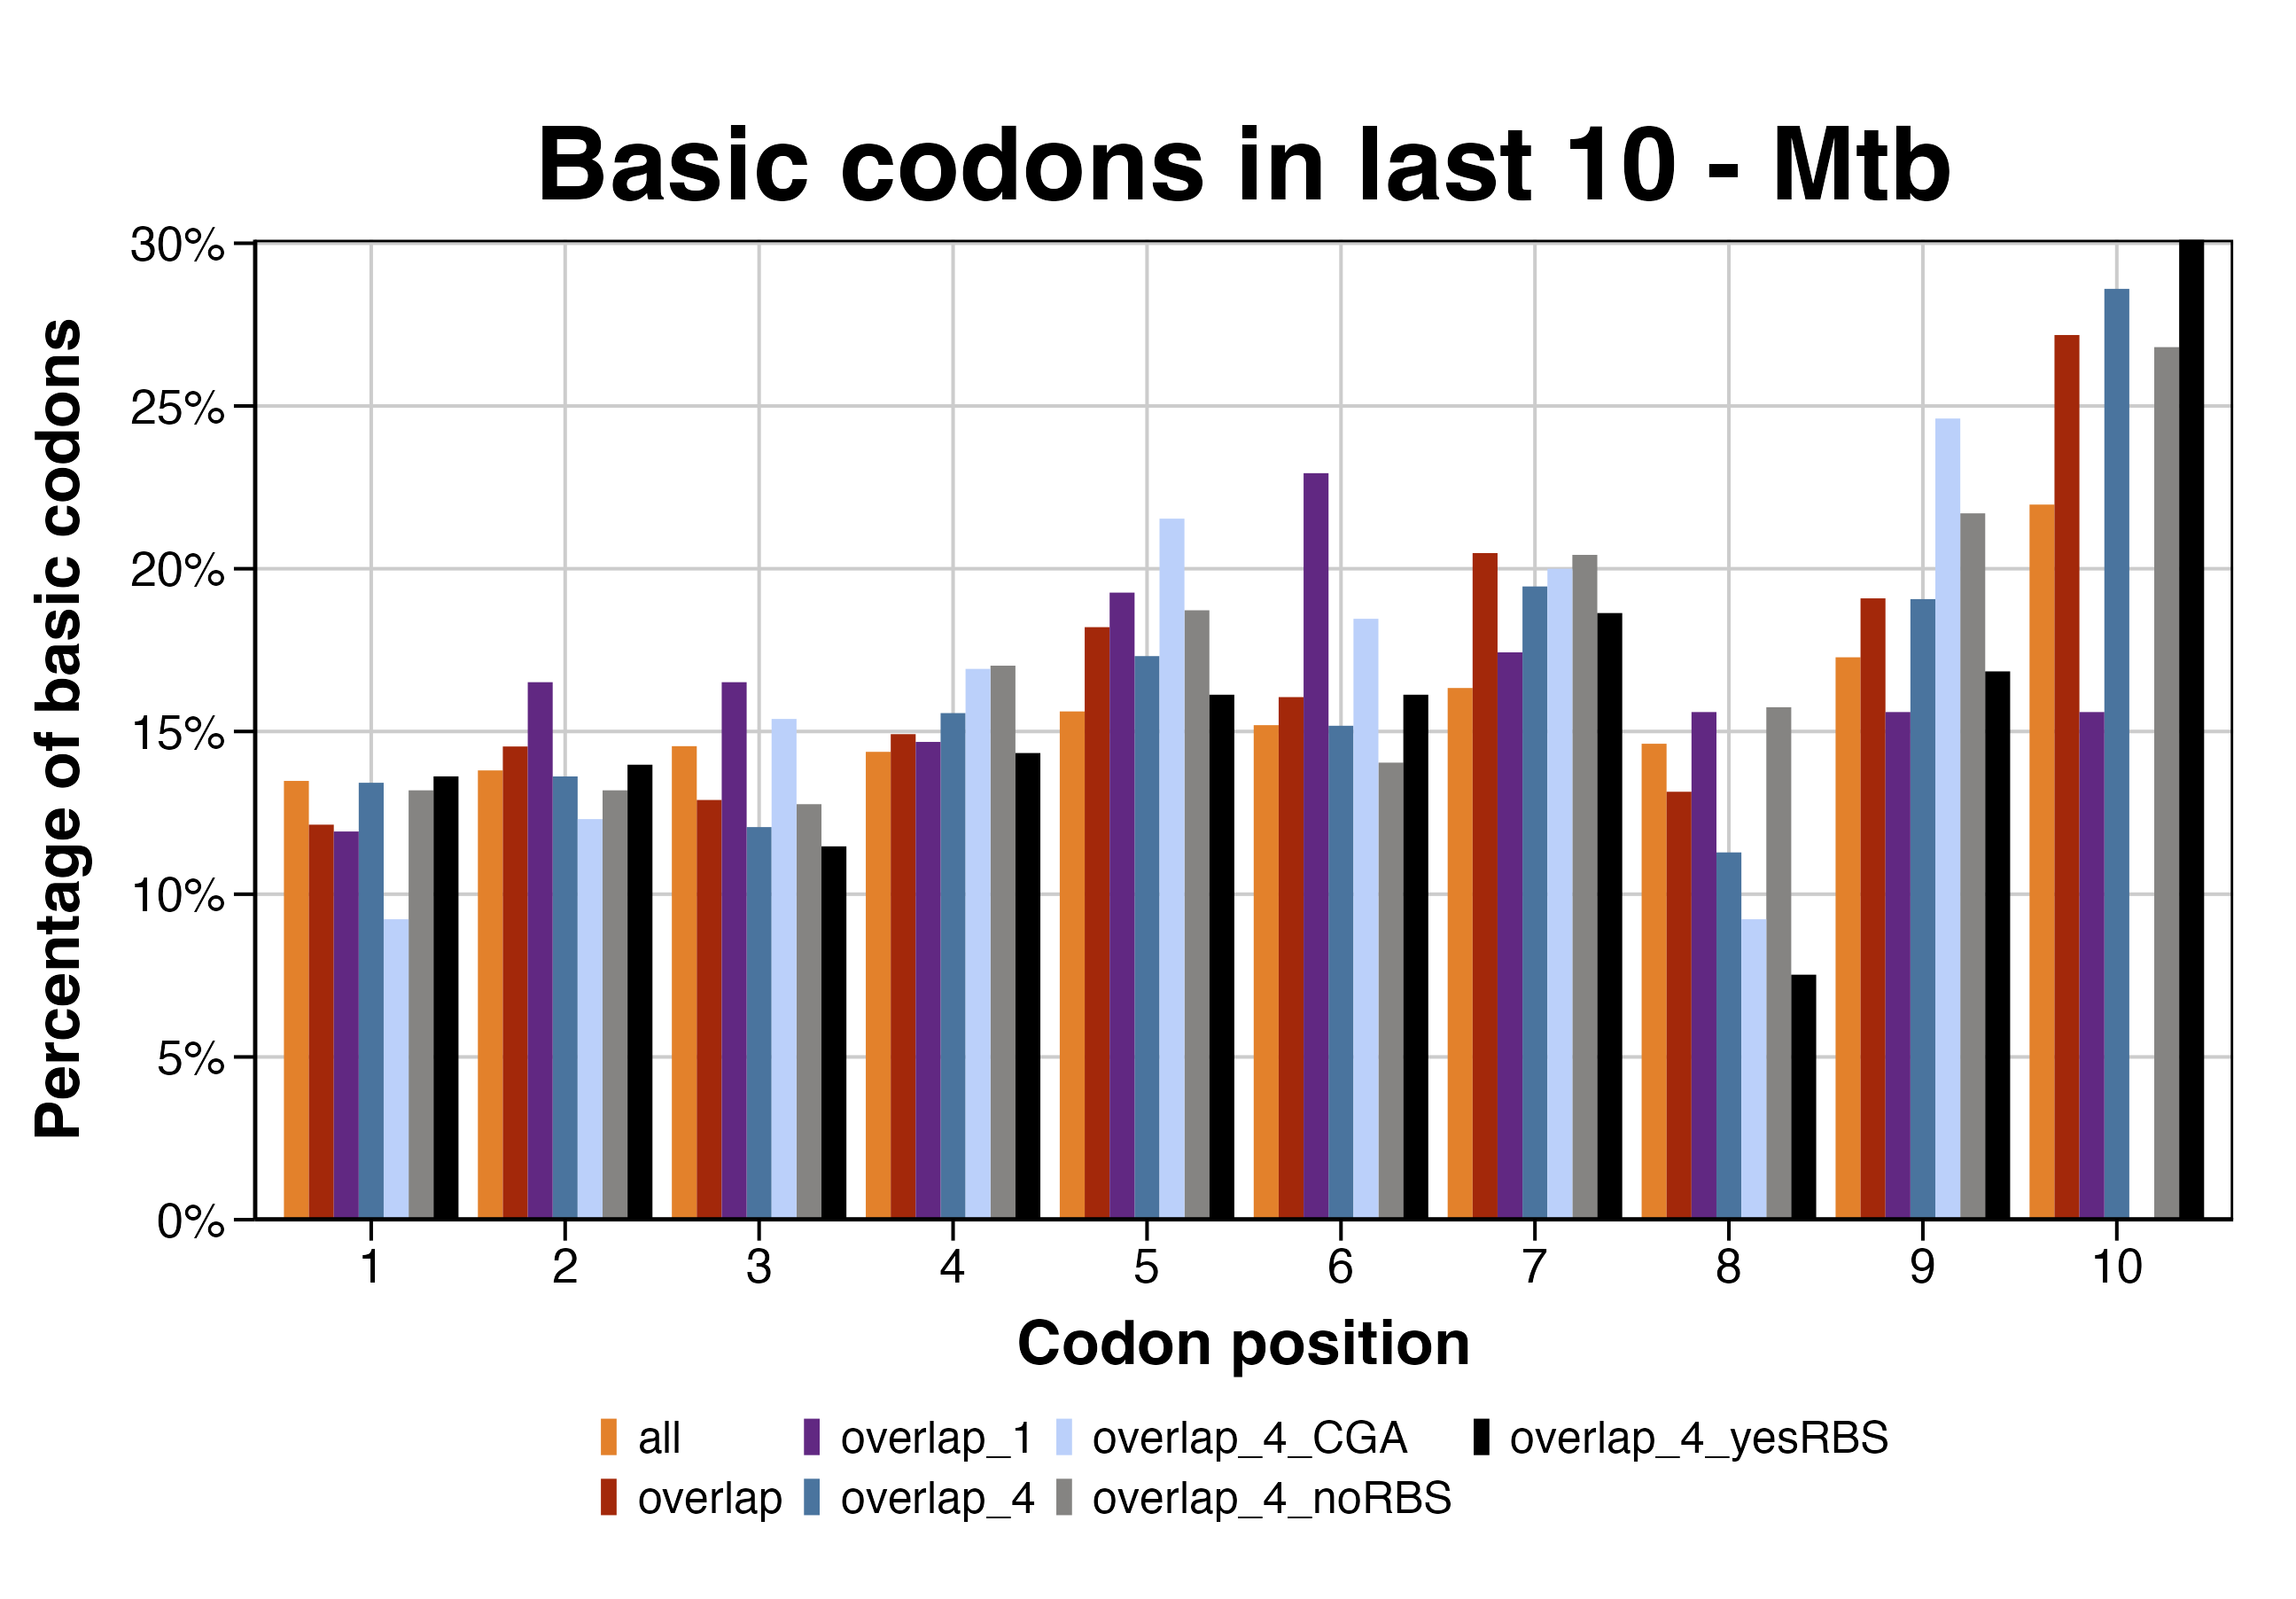 Basic codons in last 10 - Mtb
Percentage of basic codons
30%
25%
20%
15%
10%
5%
0%
1 2 3 4 5 6 7 8 9 10
Codon position
all overlap_1 overlap_4_CGA overlap_4_yesRBS
overlap overlap_4 overlap_4_noRBS